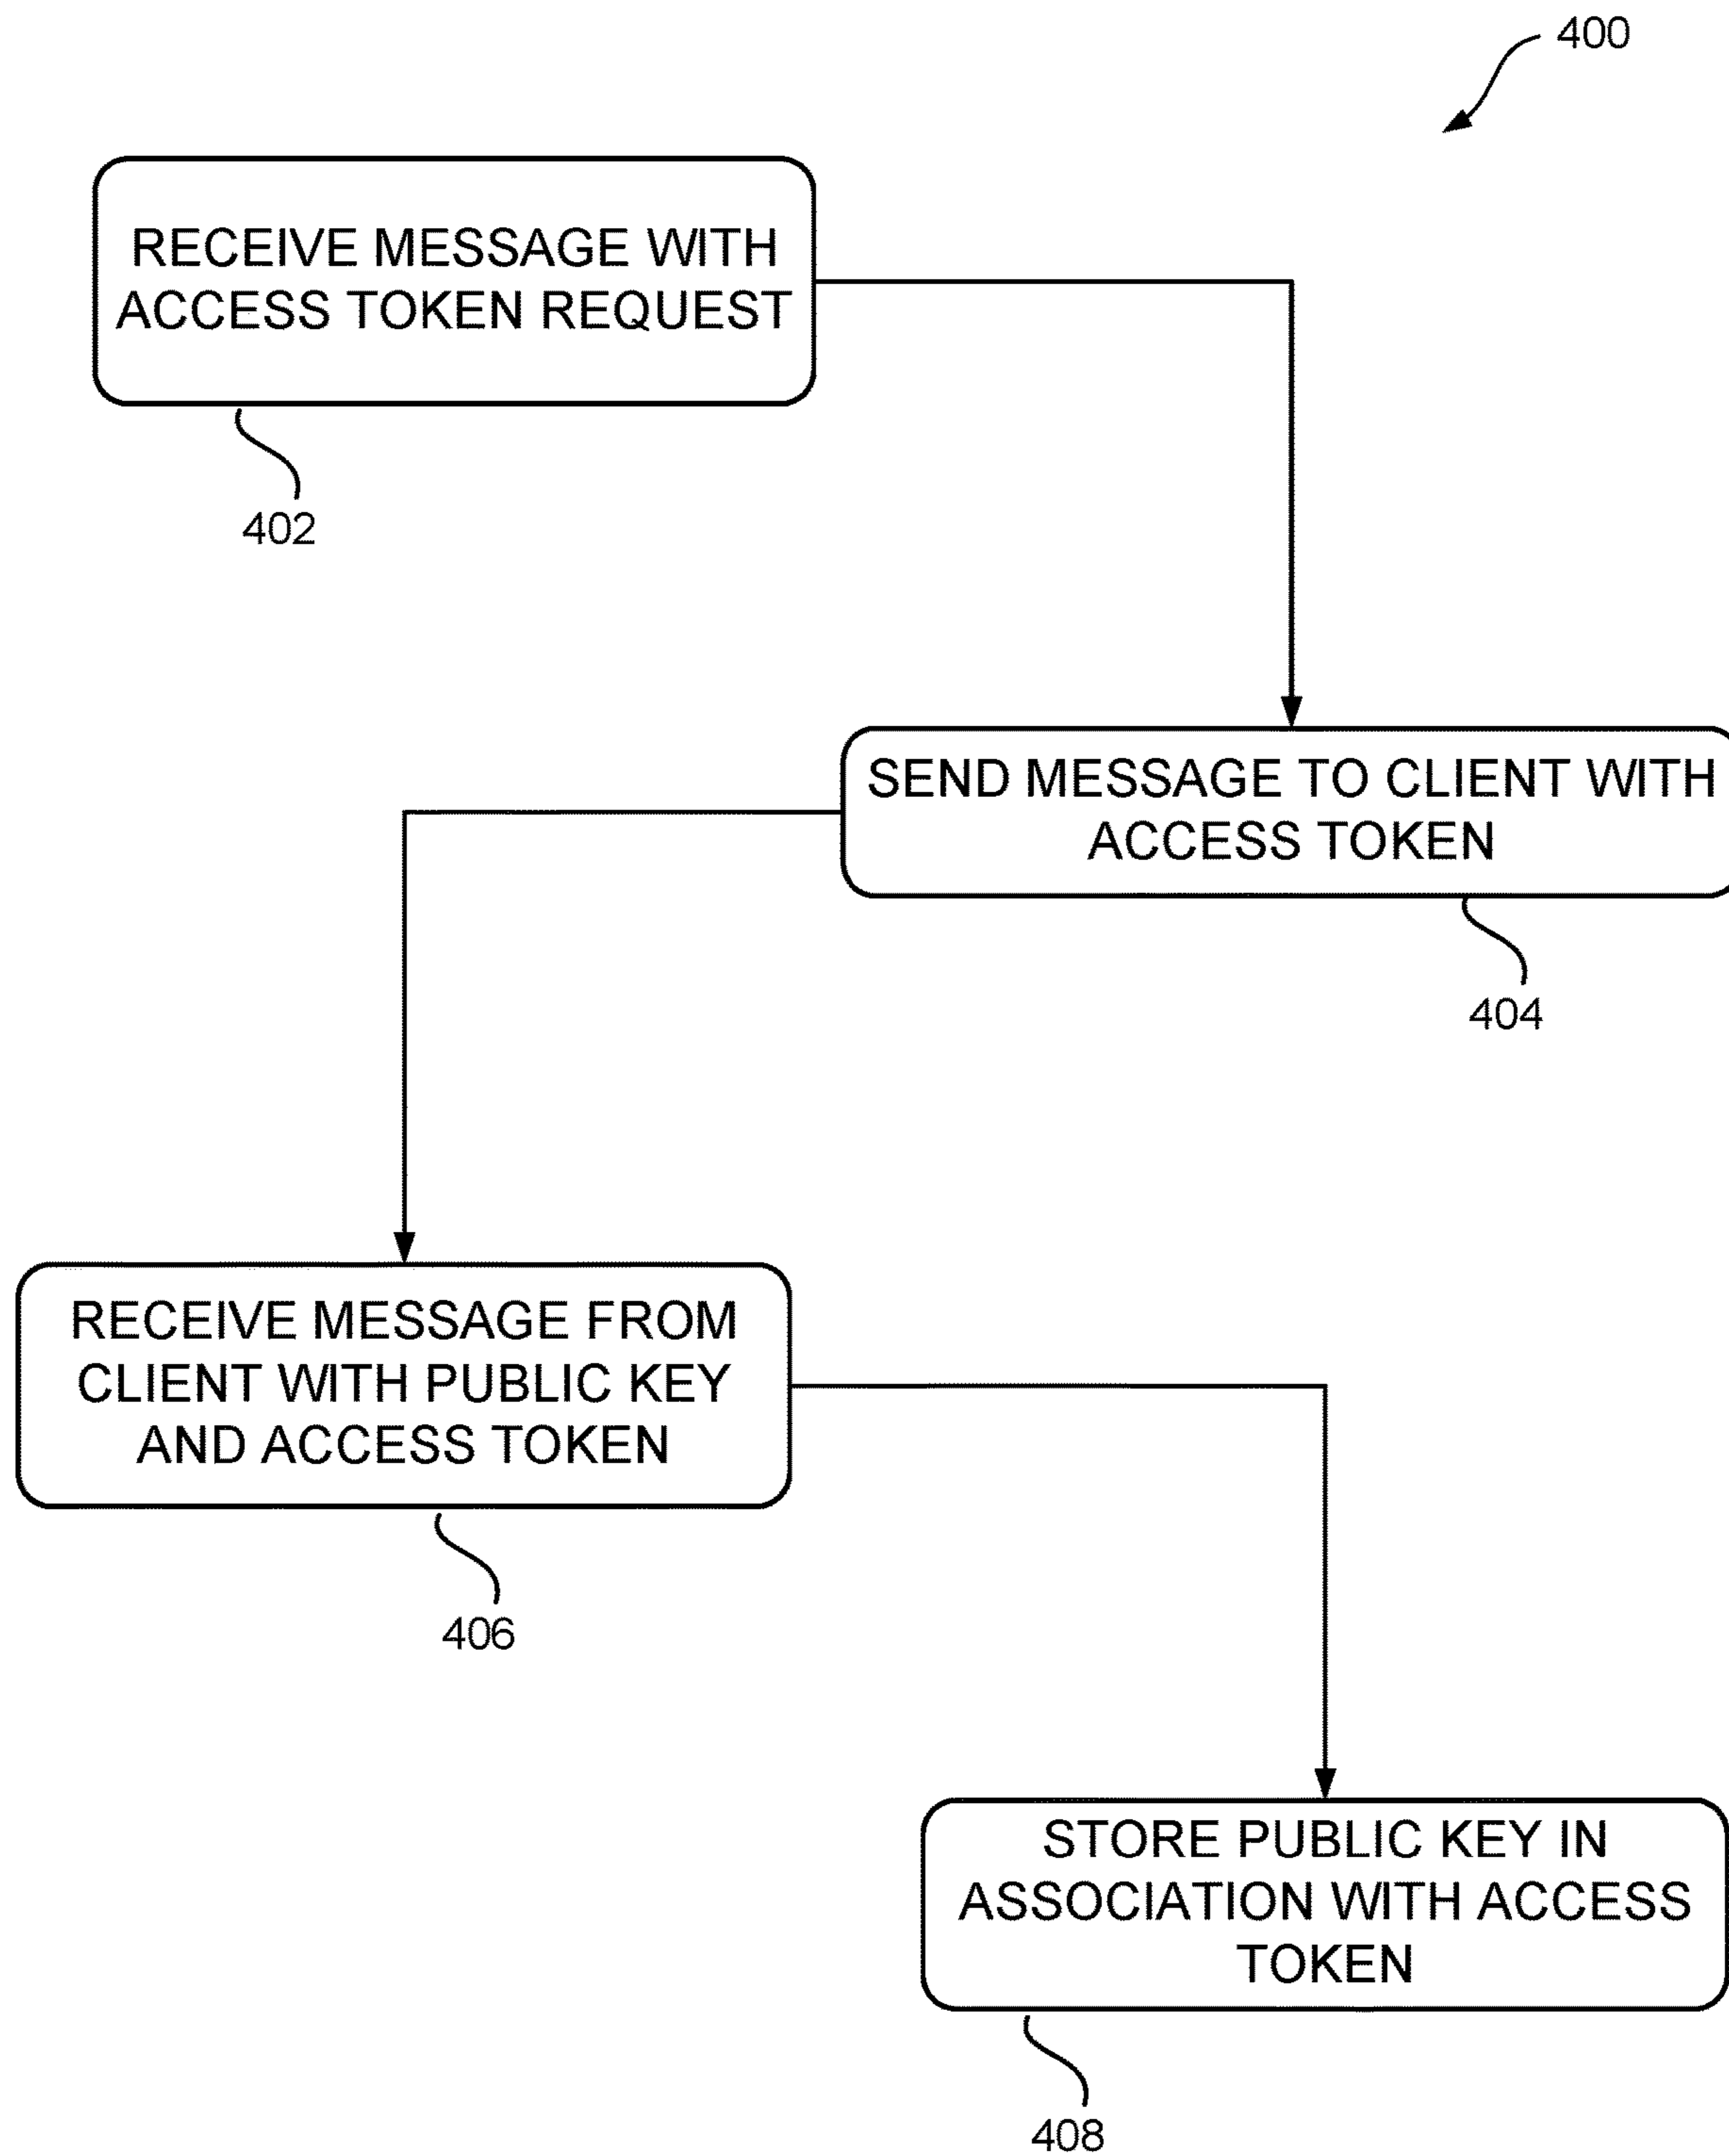 400
RECEIVE MESSAGE WITH
ACCESS TOKEN REQUEST
402
SEND MESSAGE TO CLIENT WITH
ACCESS TOKEN
404
RECEIVE MESSAGE FROM
CLIENT WITH PUBLIC KEY
AND ACCESS TOKEN
406
STORE PUBLIC KEY IN
ASSOCIATION WITH ACCESS
TOKEN
408